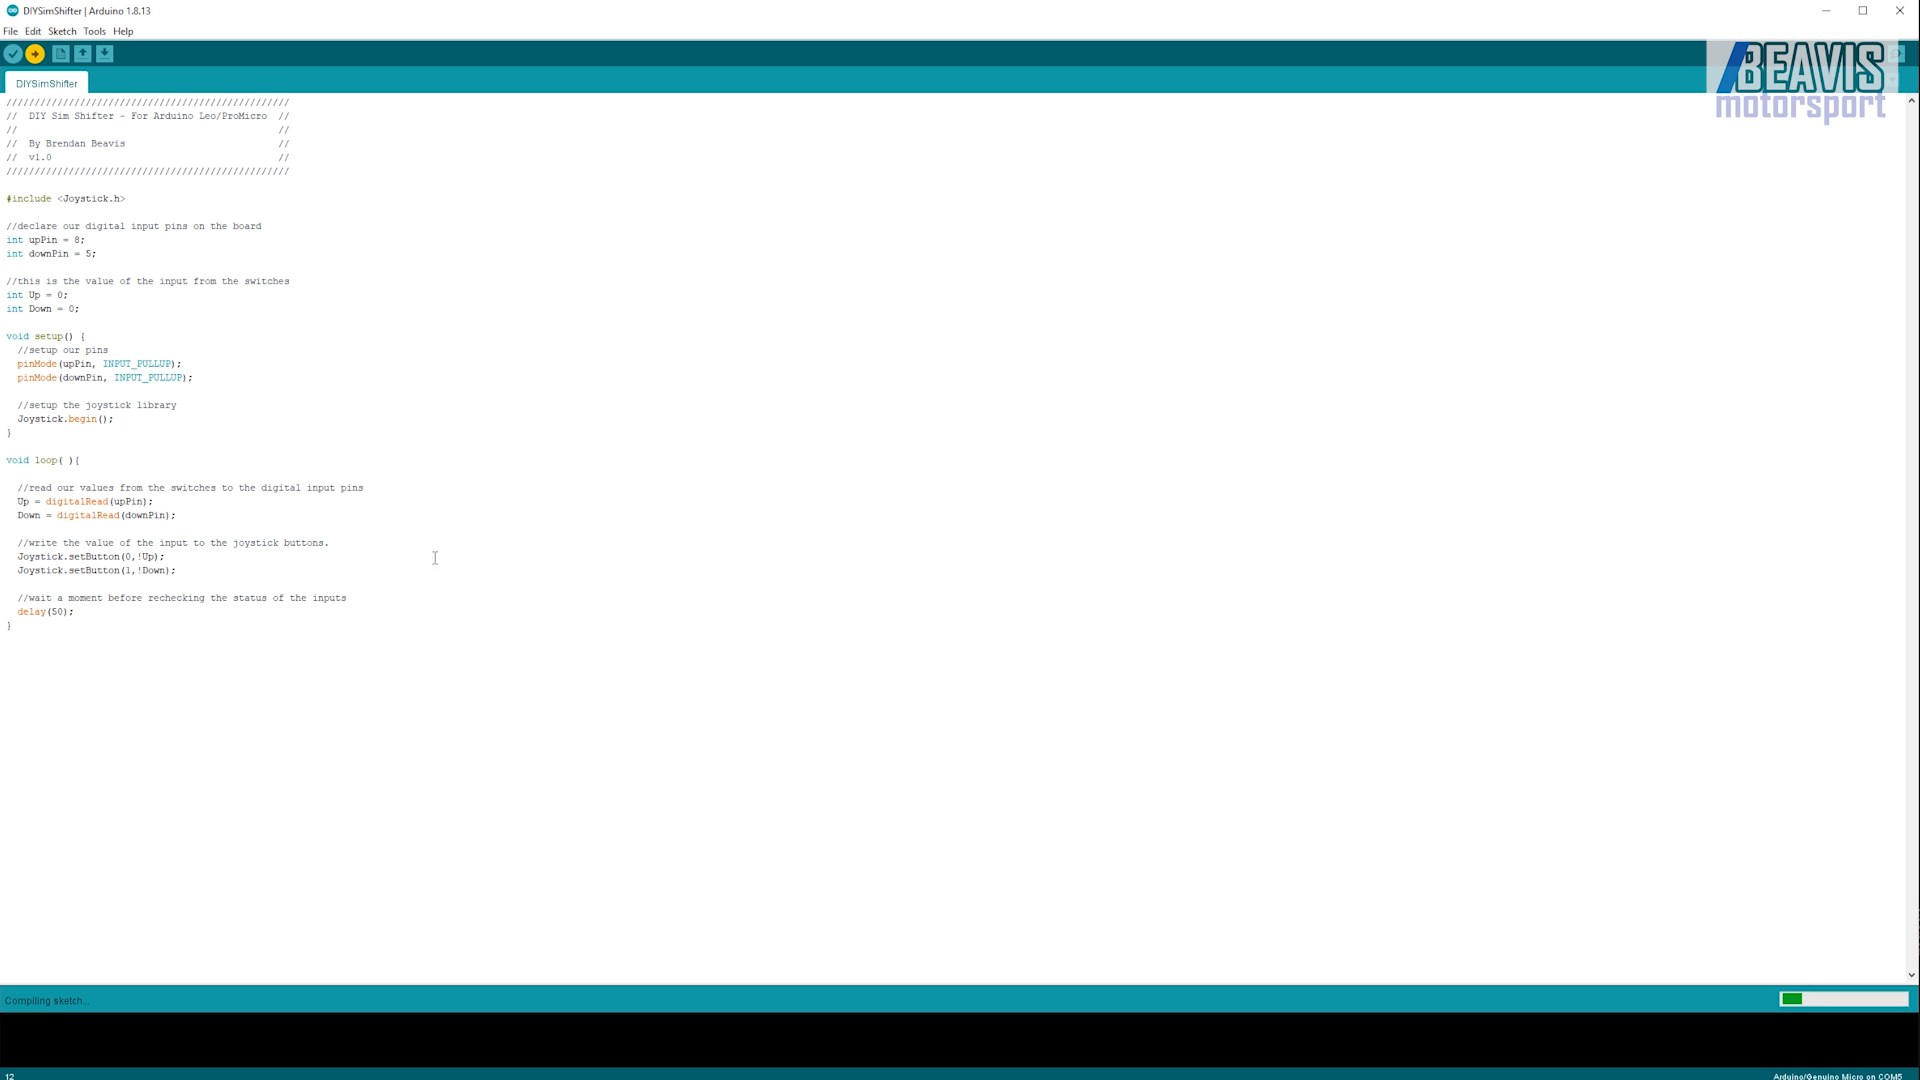 DIYSimShifter | Arduino 1.8.13
File Edit Sketch Tools Help
BEAVIS
motorsport
DIYSimShifter
//////////////////////////////////////////////////
//  DIY Sim Shifter - For Arduino Leo/ProMicro  //
//                                              //
//  By Brendan Beavis                           //
//  v1.0                                        //
//////////////////////////////////////////////////
#include <Joystick.h>
//declare our digital input pins on the board
int upPin = 8;
int downPin = 5;
//this is the value of the input from the switches
int Up = 0;
int Down = 0;
void setup() {
//setup our pins
pinMode(upPin, INPUT_PULLUP);
pinMode(downPin, INPUT_PULLUP);
//setup the joystick library
Joystick.begin();
}
void loop( ){
//read our values from the switches to the digital input pins
Up = digitalRead(upPin);
Down = digitalRead(downPin);
//write the value of the input to the joystick buttons.
Joystick.setButton(0,!Up);
Joystick.setButton(1,!Down);
//wait a moment before rechecking the status of the inputs
delay(50);
}
Compiling sketch...
12
Arduino/Genuino Micro on COM5